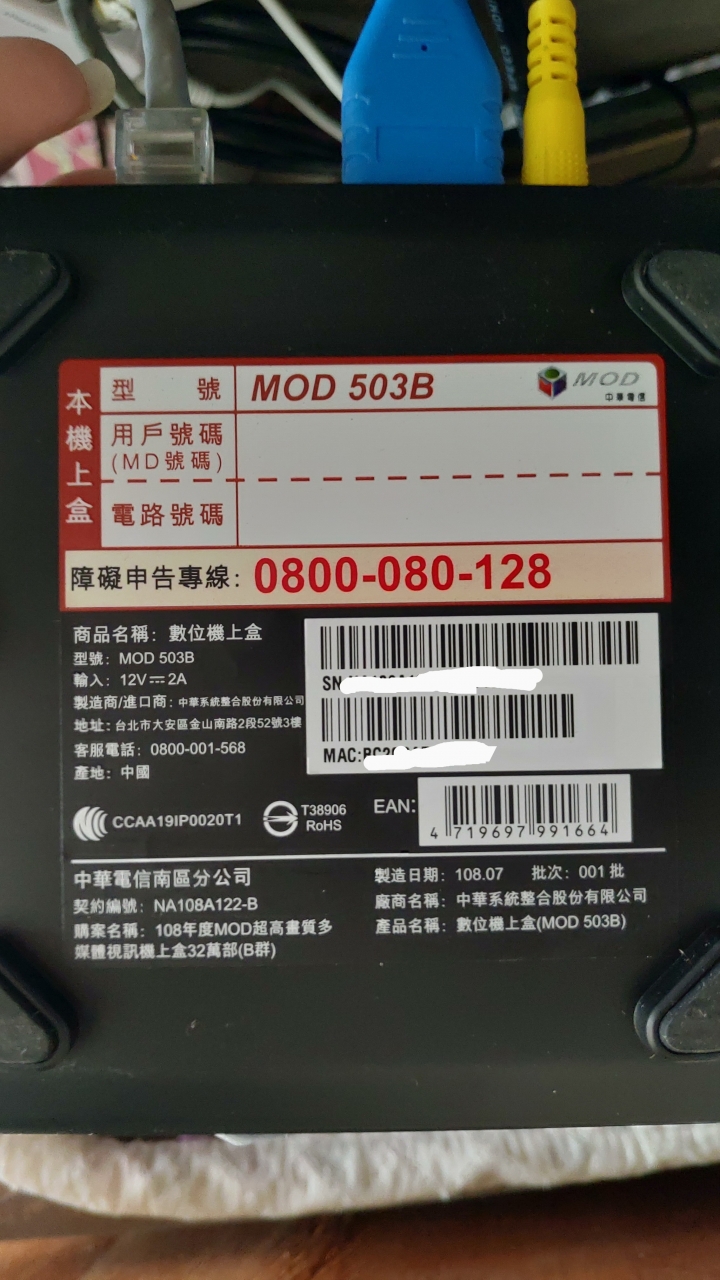 本機上盒
型 號
MOD 503B
MOD
中華電信
用戶號碼
(MD號碼)
電路號碼
障礙申告專線：0800-080-128
商品名稱：數位機上盒
型號：MOD 503B
輸入：12V⎓2A
製造商/進口商：中華系統整合股份有限公司
地址：台北市大安區金山南路2段52號3樓
客服電話：0800-001-568
產地：中國
SN
MAC:
CCAA19IP0020T1
T38906
RoHS
EAN:
4 719697 991664
中華電信南區分公司
契約編號：NA108A122-B
購案名稱：108年度MOD超高畫質多
媒體視訊機上盒32萬部(B群)
製造日期：108.07 批次：001批
廠商名稱：中華系統整合股份有限公司
產品名稱：數位機上盒(MOD 503B)